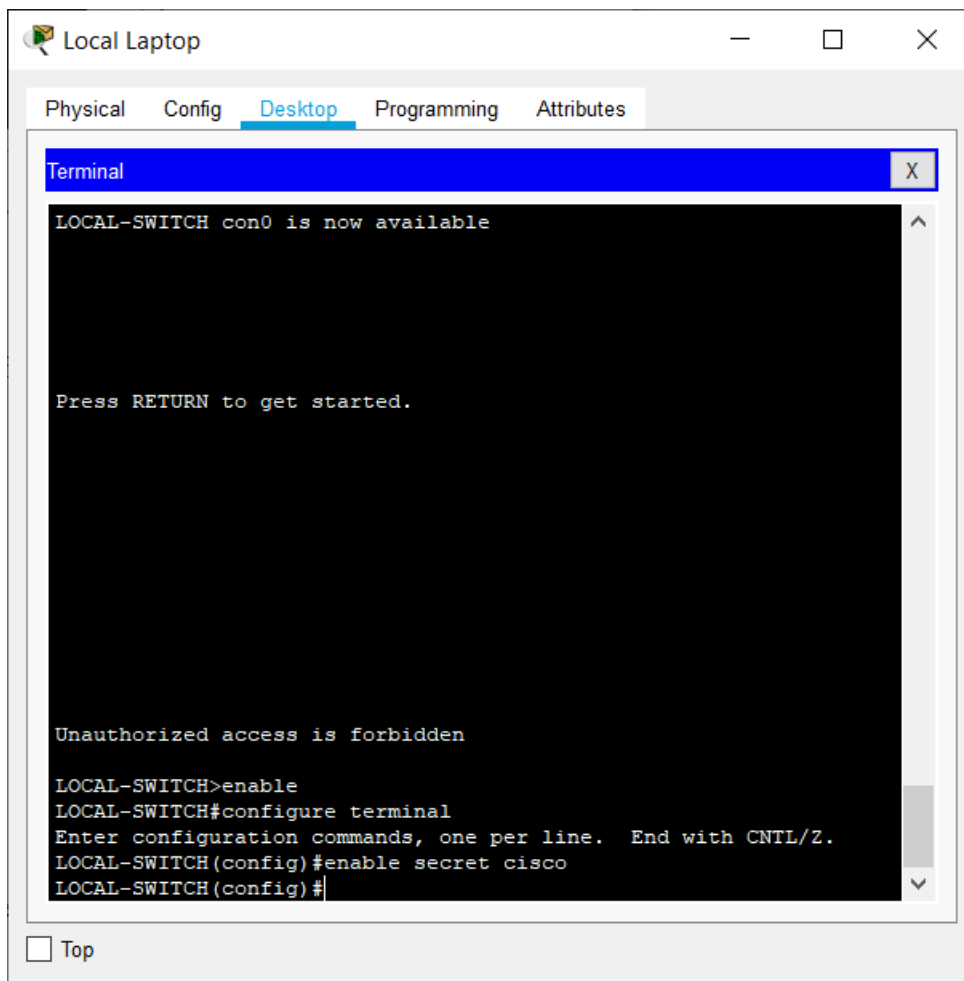 Local Laptop
Physical Config Desktop Programming Attributes
Terminal X
LOCAL-SWITCH con0 is now available
Press RETURN to get started.
Unauthorized access is forbidden
LOCAL-SWITCH>enable
LOCAL-SWITCH#configure terminal
Enter configuration commands, one per line.  End with CNTL/Z.
LOCAL-SWITCH(config)#enable secret cisco
LOCAL-SWITCH(config)#
Top